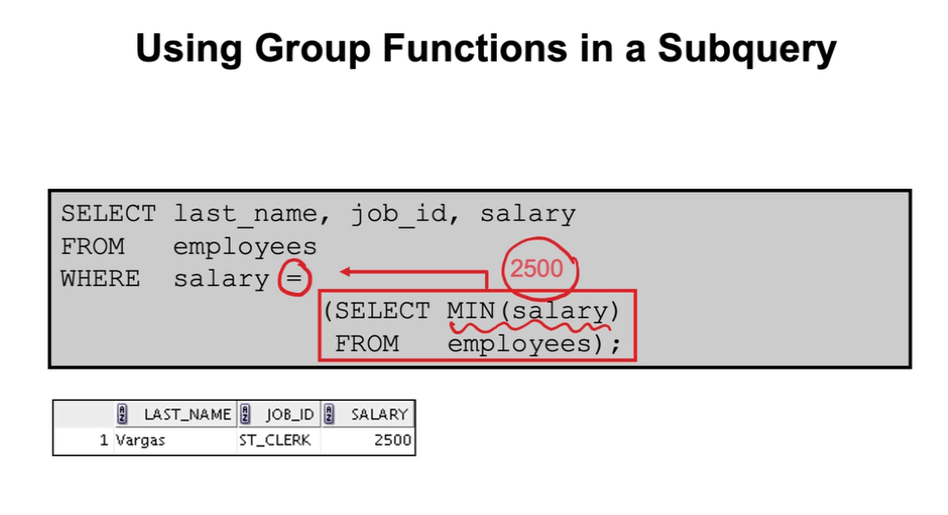 Using Group Functions in a Subquery
SELECT last_name, job_id, salary
FROM employees
WHERE salary =
2500
(SELECT MIN(salary)
FROM employees);
LAST_NAME JOB_ID SALARY
1 Vargas ST_CLERK 2500